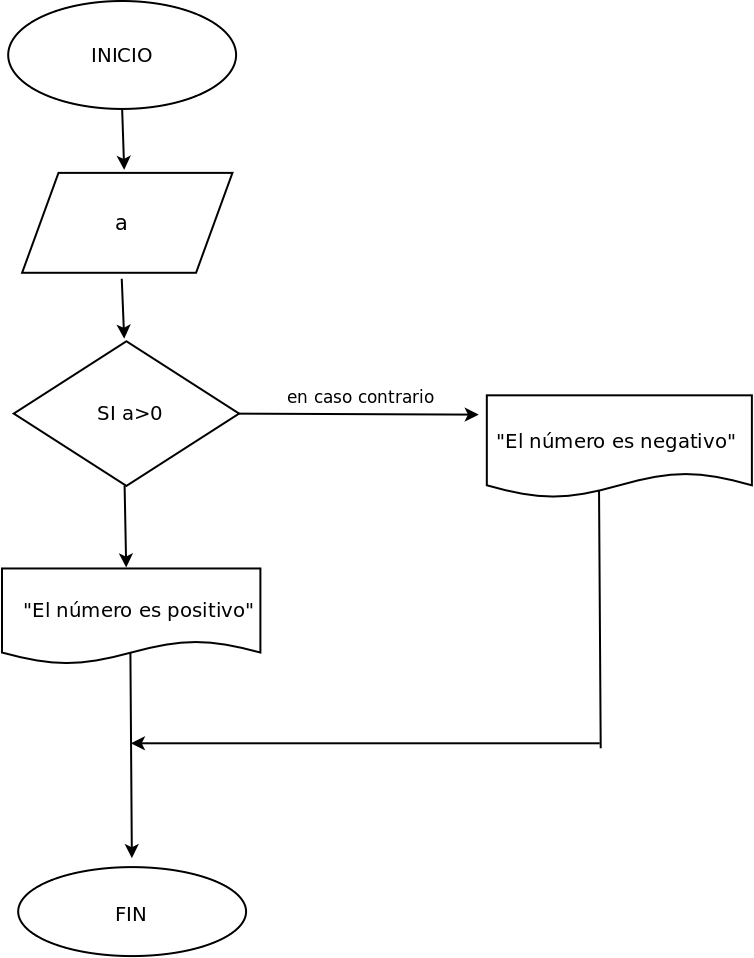 INICIO
a
SI a>0
en caso contrario
"El número es negativo"
"El número es positivo"
FIN